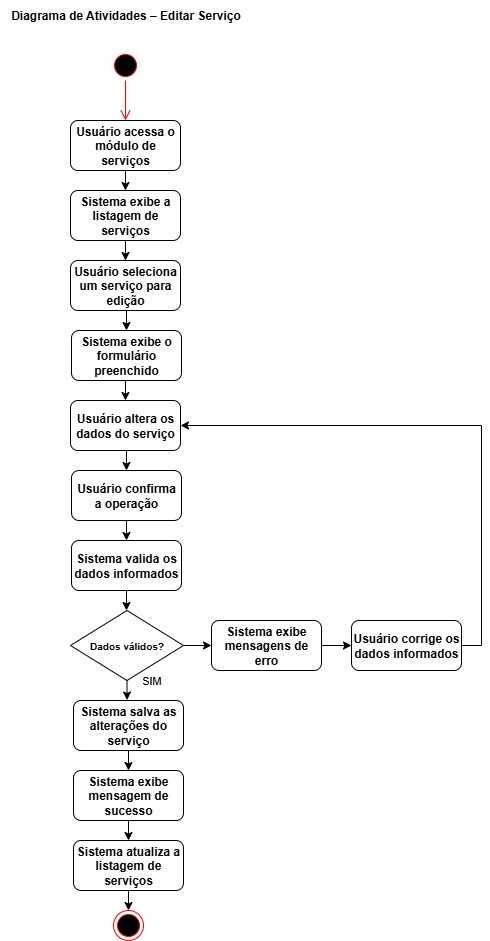 Diagrama de Atividades – Editar Serviço
Usuário acessa o
módulo de
serviços
Sistema exibe a
listagem de
serviços
Usuário seleciona
um serviço para
edição
Sistema exibe o
formulário
preenchido
Usuário altera os
dados do serviço
Usuário confirma
a operação
Sistema valida os
dados informados
Dados válidos?
Sistema exibe
mensagens de
erro
Usuário corrige os
dados informados
SIM
Sistema salva as
alterações do
serviço
Sistema exibe
mensagem de
sucesso
Sistema atualiza a
listagem de
serviços